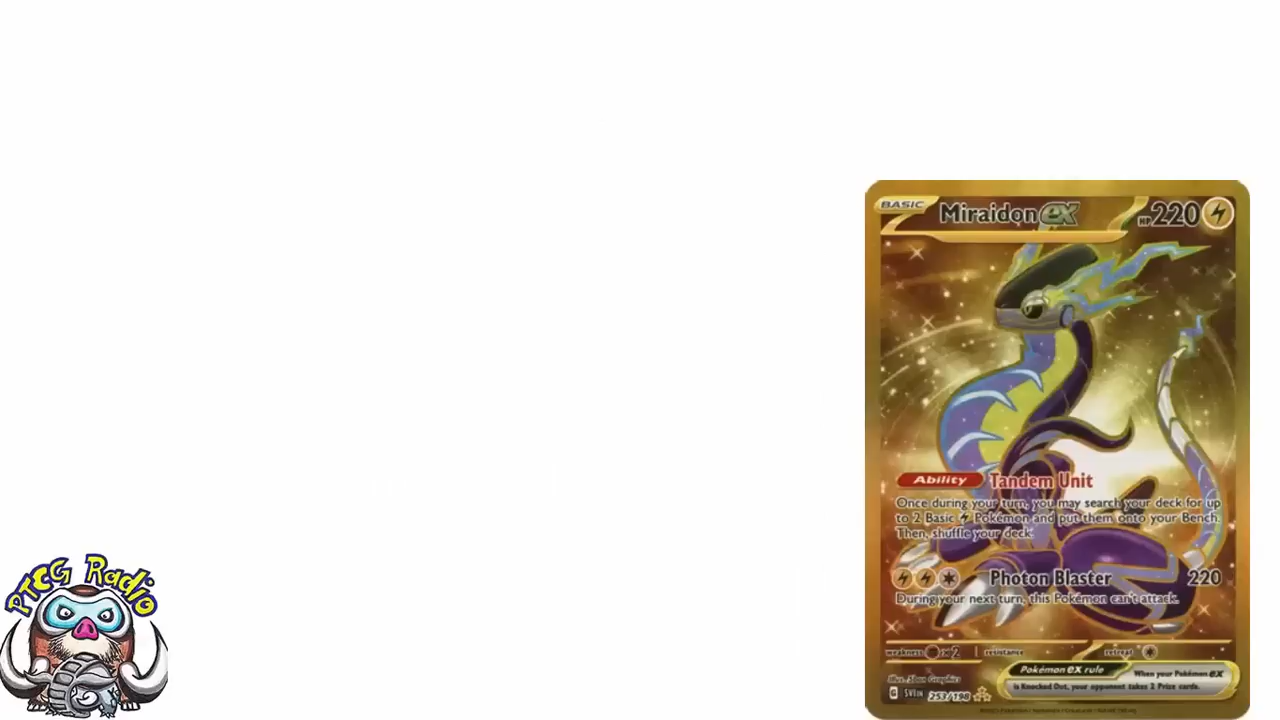 BASIC
Miraidon ex
HP 220
Ability Tandem Unit
Once during your turn, you may search your deck for up
to 2 Basic Pokémon and put them onto your Bench.
Then, shuffle your deck.
Photon Blaster 220
During your next turn, this Pokémon can't attack.
weakness x2 resistance retreat
Pokémon ex rule When your Pokémon ex
is Knocked Out, your opponent takes 2 Prize cards.
G SVI EN 253/198
PTCG Radio